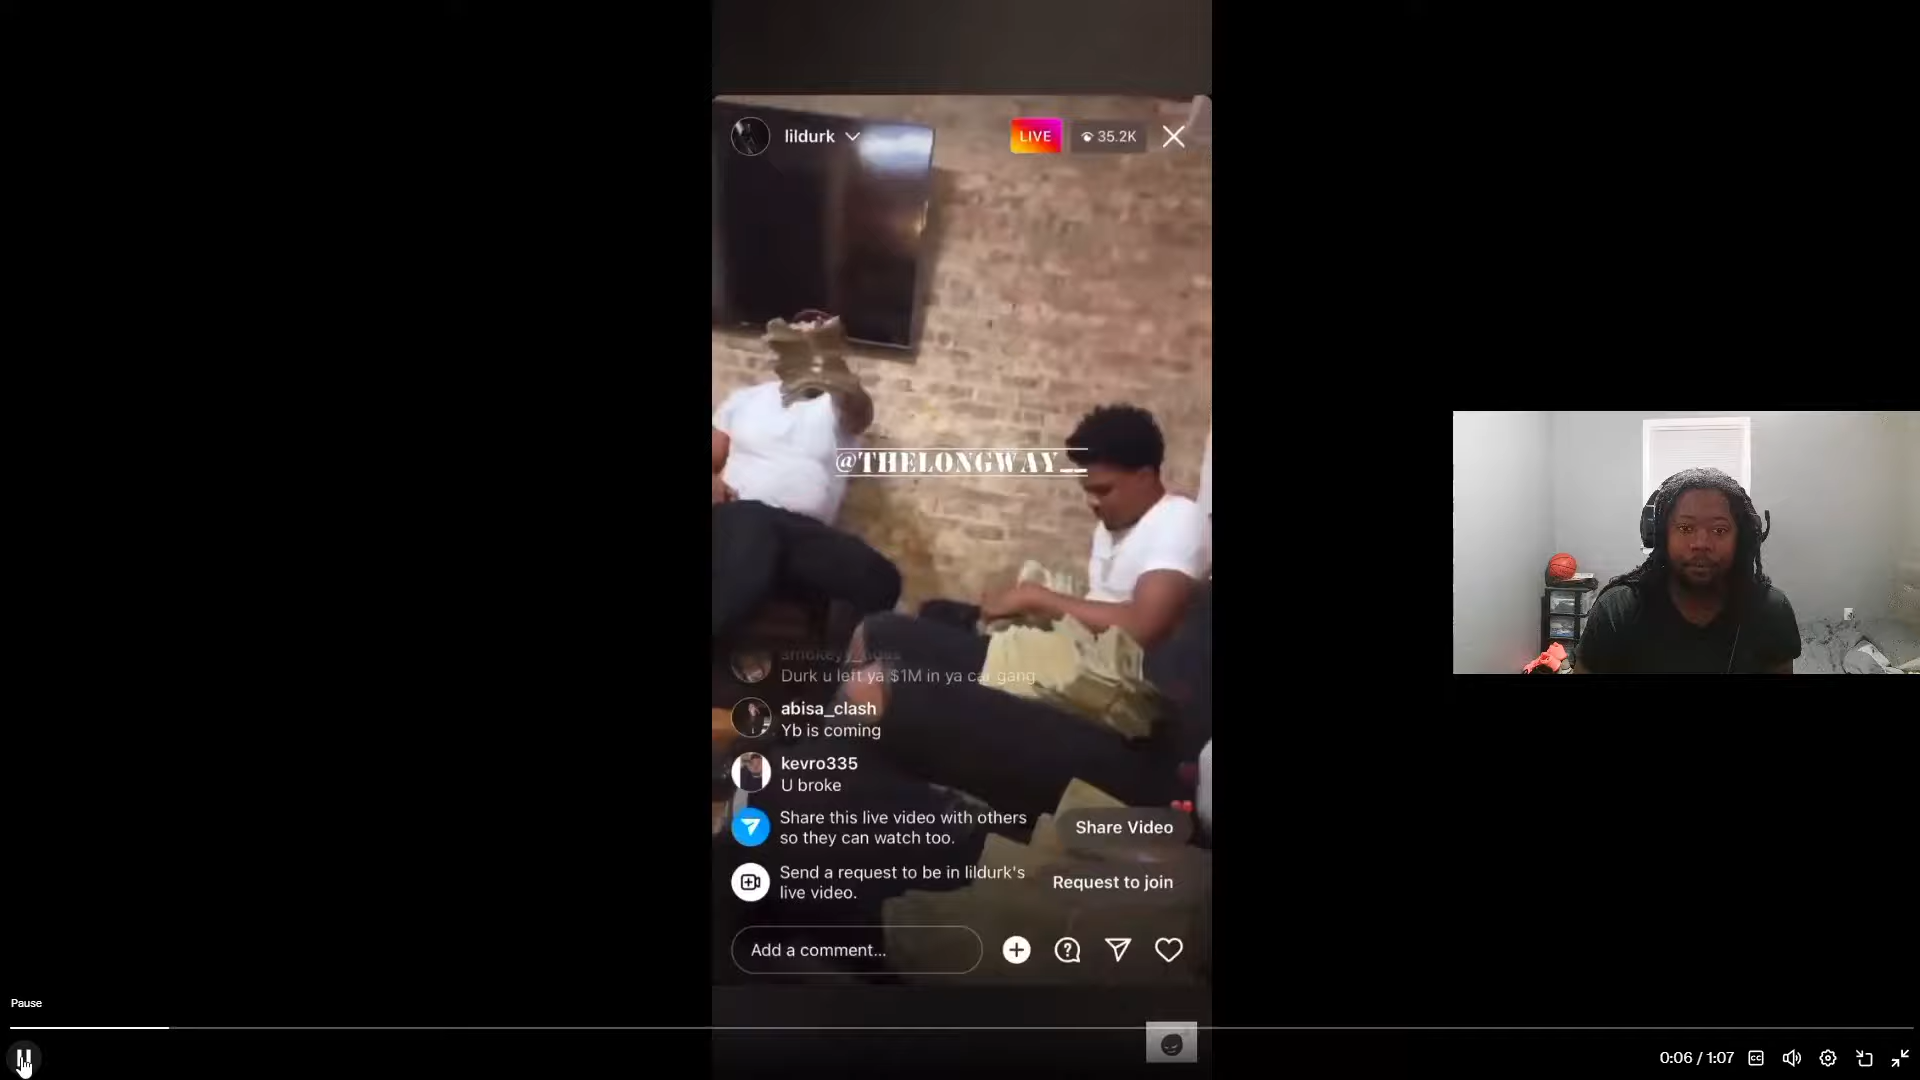 lildurk
LIVE
35.2K
@THELONGWAY__
Durk u left ya $1M in ya car gang
abisa_clash
Yb is coming
kevro335
U broke
Share this live video with others
so they can watch too.
Share Video
Send a request to be in lildurk's
live video.
Request to join
Add a comment...
Pause
0:06 / 1:07
CC